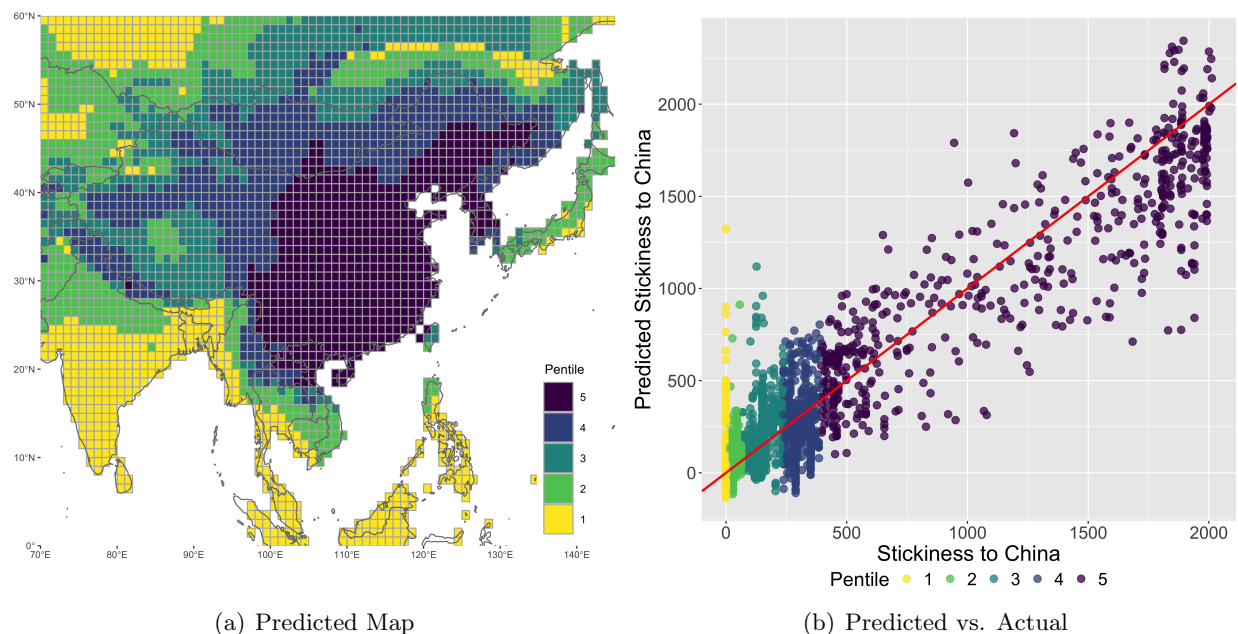 60°N
50°N
40°N
30°N
20°N
10°N
0°
70°E 80°E 90°E 100°E 110°E 120°E 130°E 140°E
Pentile
5
4
3
2
1
(a) Predicted Map
Predicted Stickiness to China
2000
1500
1000
500
0
0 500 1000 1500 2000
Stickiness to China
Pentile 1 2 3 4 5
(b) Predicted vs. Actual